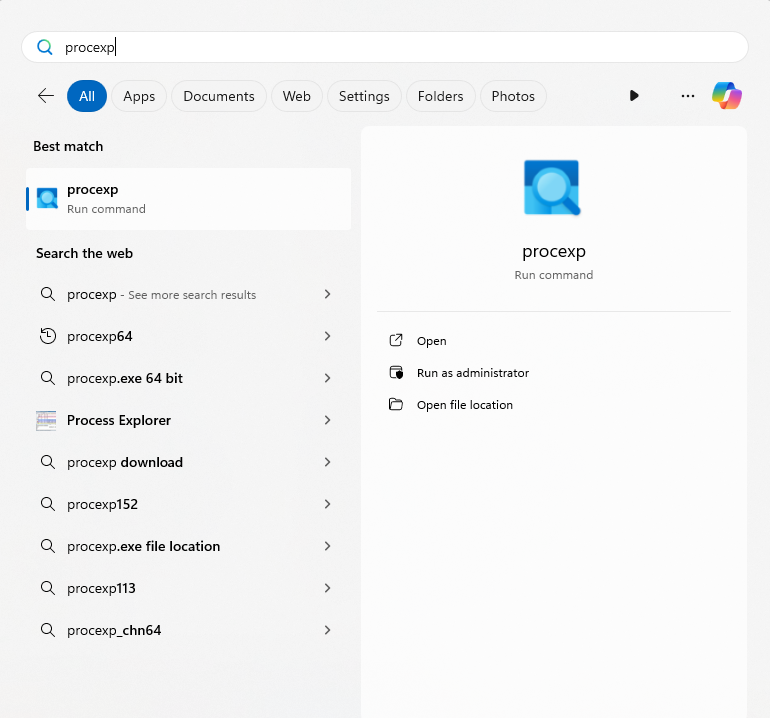 procexp
All Apps Documents Web Settings Folders Photos
Best match
procexp
Run command
Search the web
procexp - See more search results
procexp64
procexp.exe 64 bit
Process Explorer
procexp download
procexp152
procexp.exe file location
procexp113
procexp_chn64
procexp
Run command
Open
Run as administrator
Open file location